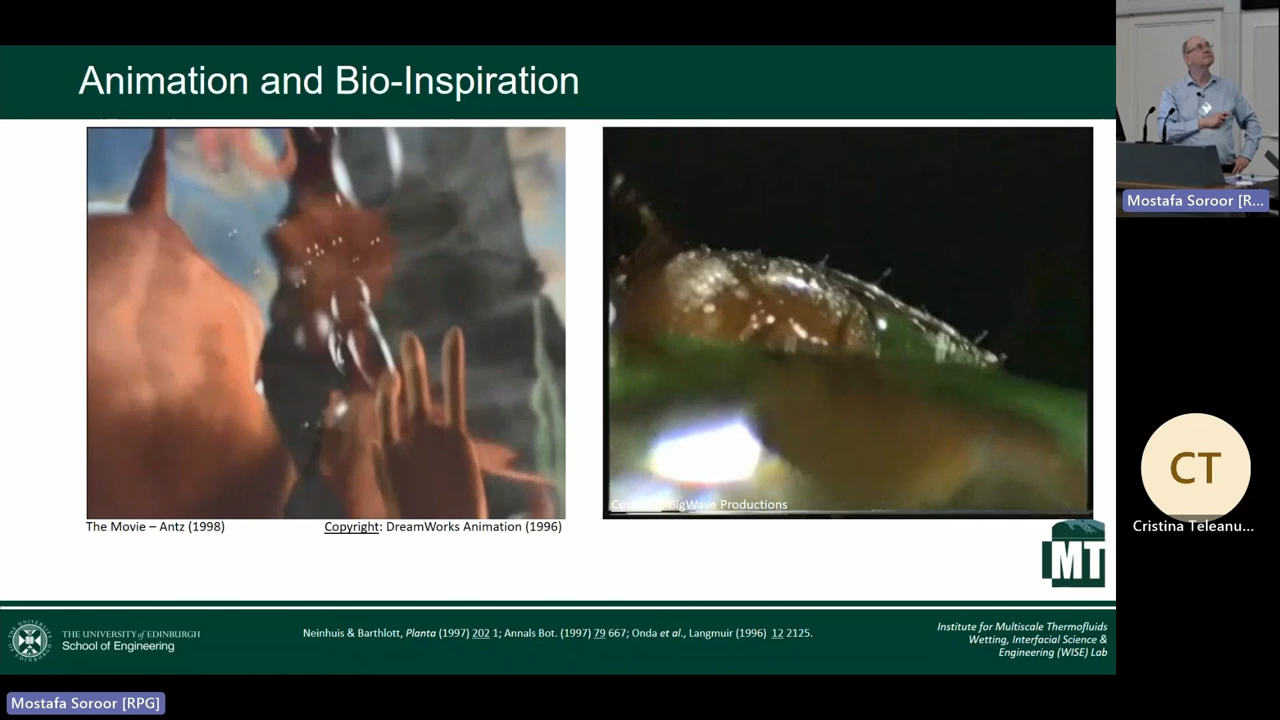 Animation and Bio-Inspiration
Mostafa Soroor [R...
BigWave Productions
The Movie – Antz (1998)
Copyright: DreamWorks Animation (1996)
CT
Cristina Teleanu...
MT
THE UNIVERSITY of EDINBURGH
School of Engineering
Neinhuis & Barthlott, Planta (1997) 202 1; Annals Bot. (1997) 79 667; Onda et al., Langmuir (1996) 12 2125.
Institute for Multiscale Thermofluids
Wetting, Interfacial Science &
Engineering (WISE) Lab
Mostafa Soroor [RPG]